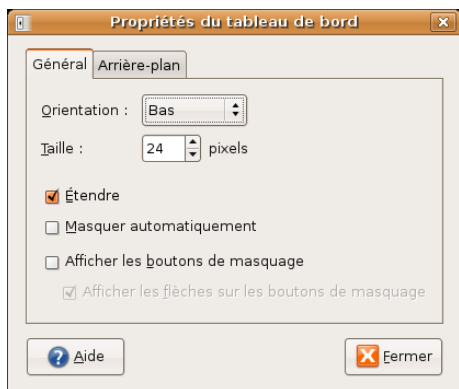 Propriétés du tableau de bord
Général Arrière-plan
Orientation : Bas
Taille : 24 pixels
Étendre
Masquer automatiquement
Afficher les boutons de masquage
Afficher les flèches sur les boutons de masquage
Aide Fermer